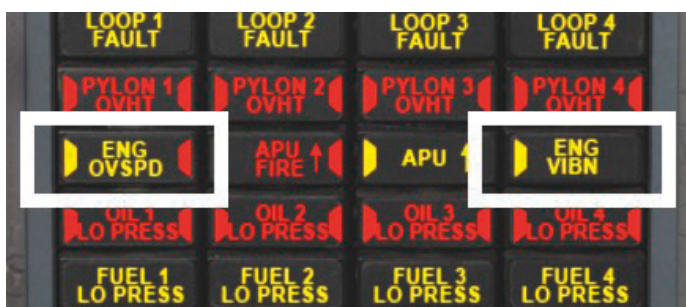 LOOP 1 LOOP 2 LOOP 3 LOOP 4
FAULT FAULT FAULT FAULT
PYLON 1 PYLON 2 PYLON 3 PYLON 4
OVHT OVHT OVHT OVHT
ENG APU ↑ APU ↑ ENG
OVSPD FIRE VIBN
OIL 1 OIL 2 OIL 3 OIL 4
LO PRESS LO PRESS LO PRESS LO PRESS
FUEL 1 FUEL 2 FUEL 3 FUEL 4
LO PRESS LO PRESS LO PRESS LO PRESS